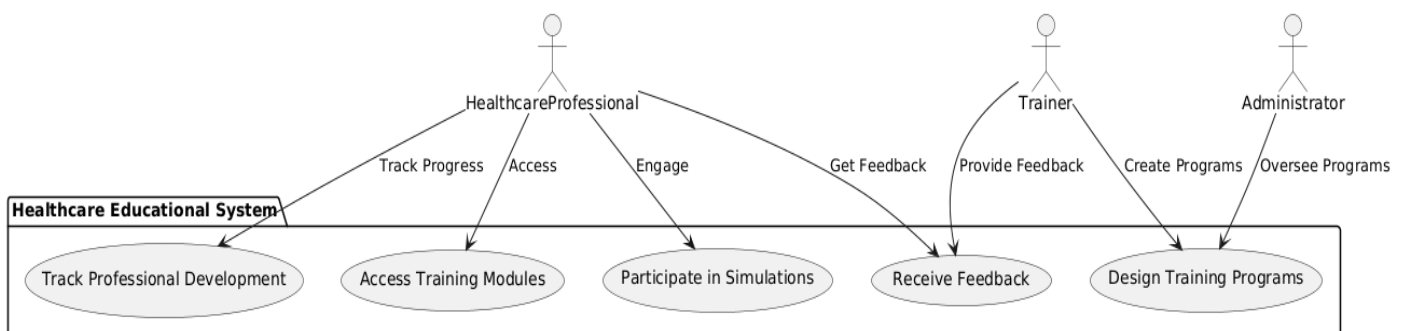 HealthcareProfessional
Trainer
Administrator
Track Progress
Access
Engage
Get Feedback
Provide Feedback
Create Programs
Oversee Programs
Healthcare Educational System
Track Professional Development
Access Training Modules
Participate in Simulations
Receive Feedback
Design Training Programs